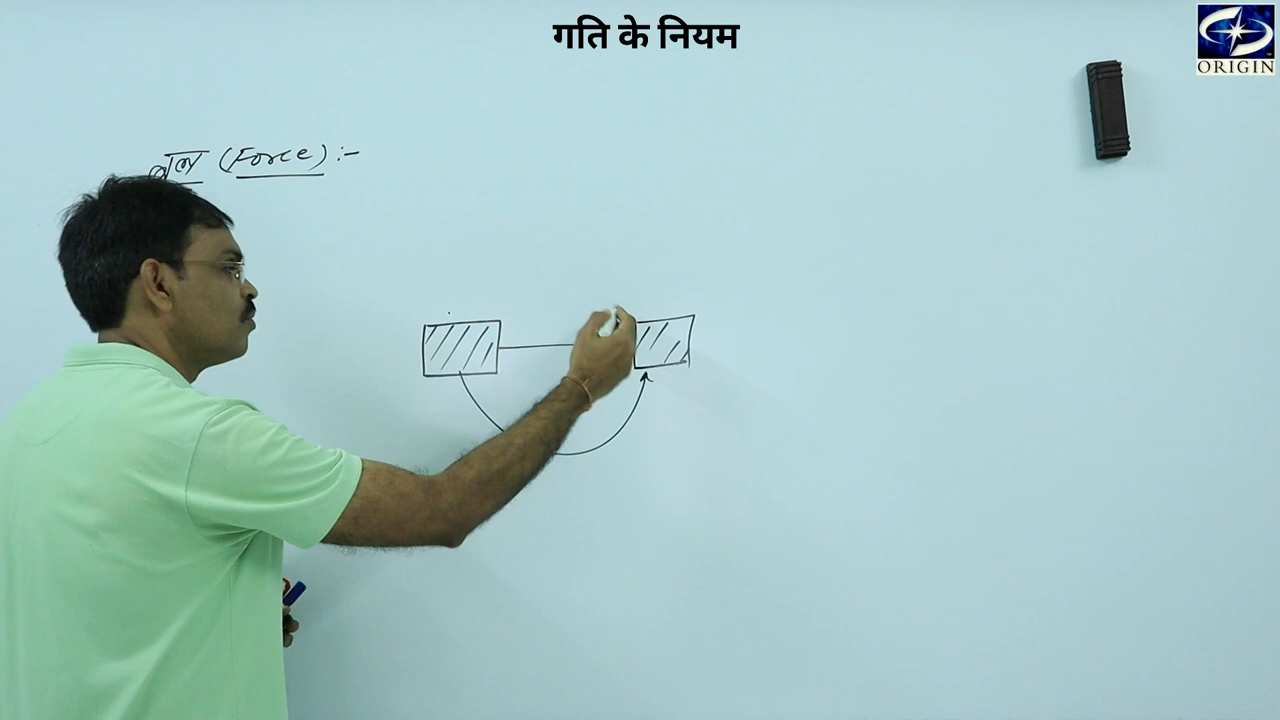 गति के नियम
ORIGIN
बल (Force) :-